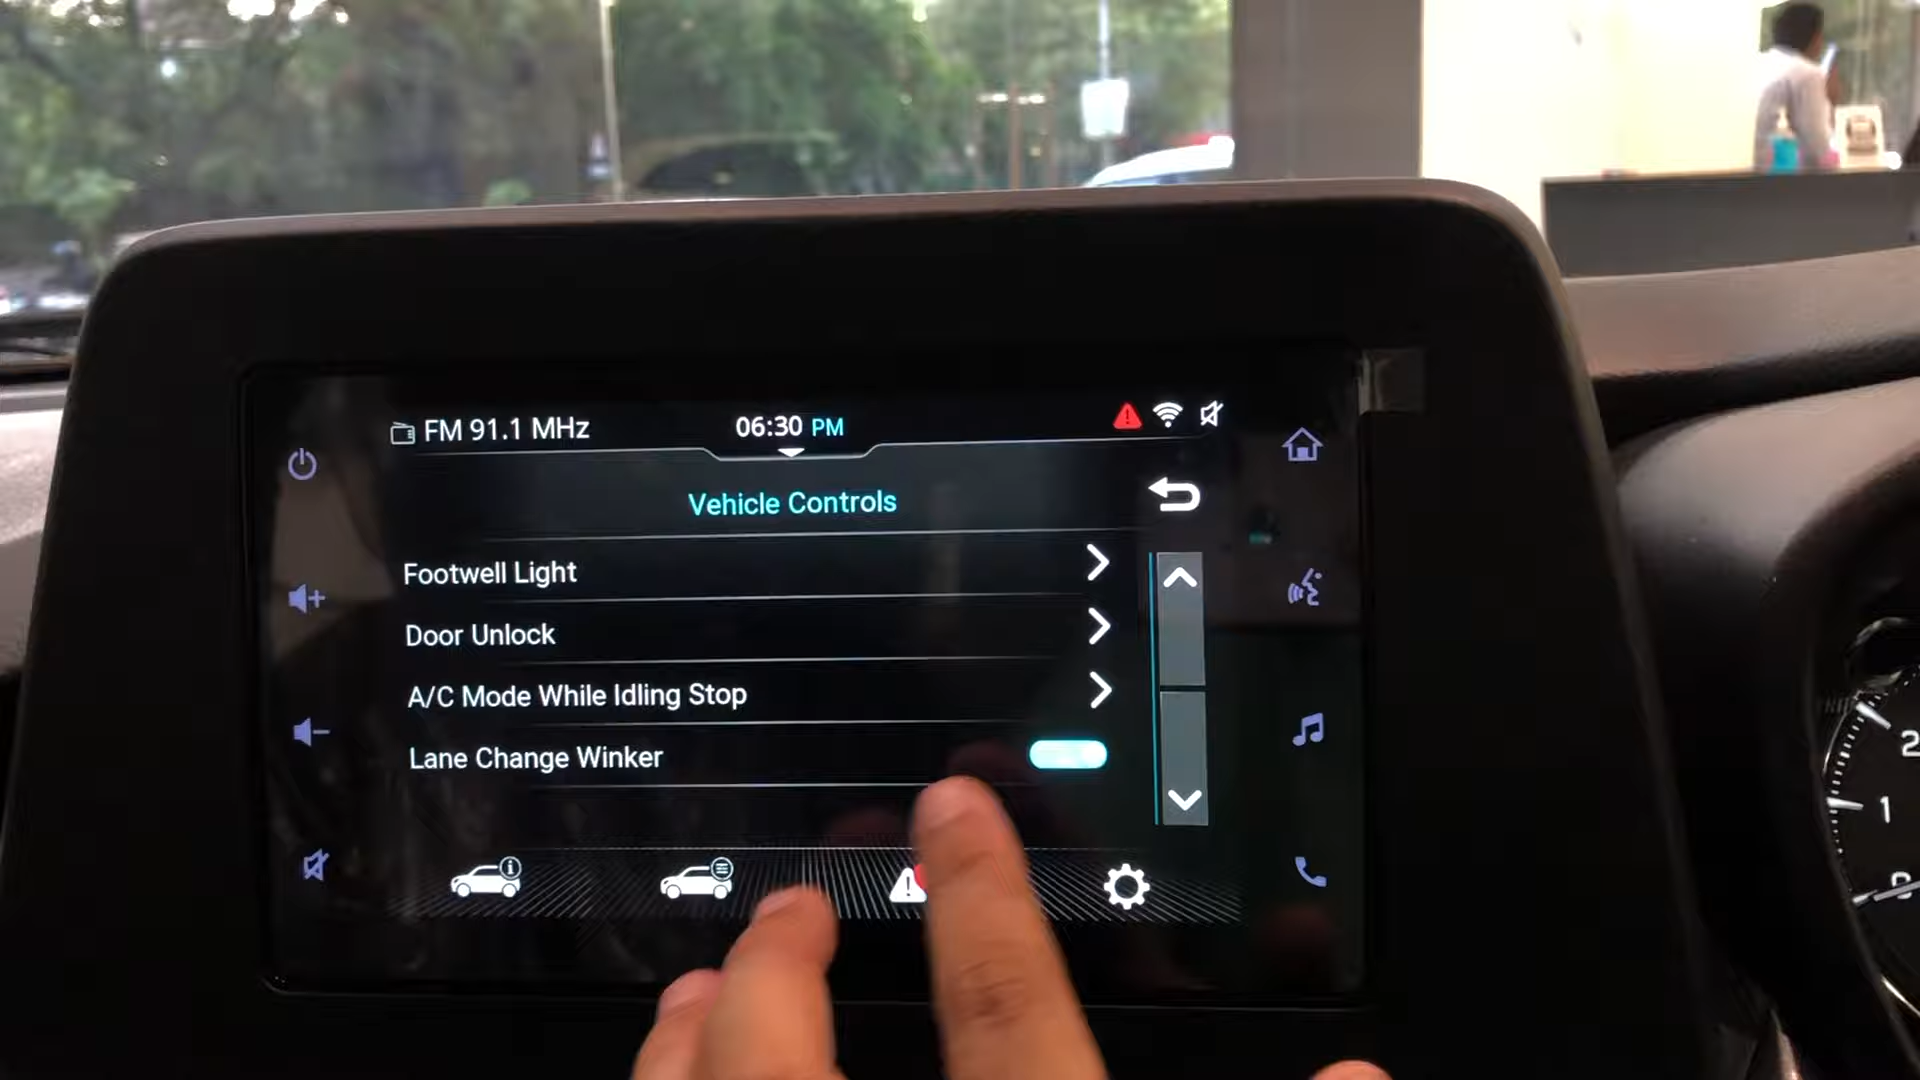 FM 91.1 MHz
06:30 PM
Vehicle Controls
Footwell Light
Door Unlock
A/C Mode While Idling Stop
Lane Change Winker
2
1
0